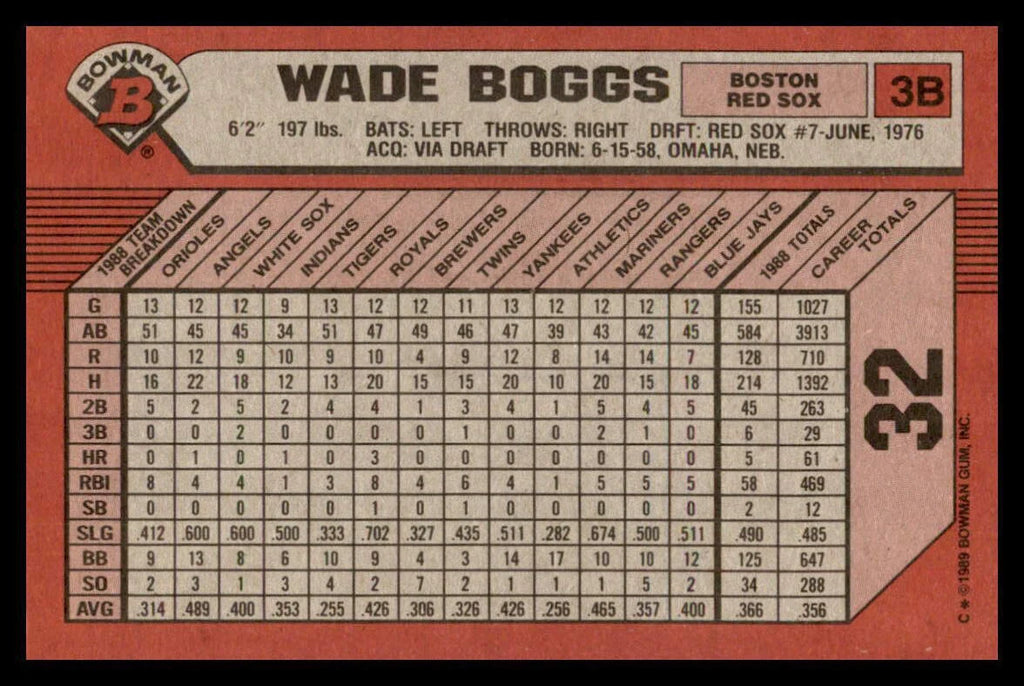 BOWMAN
B
®
WADE BOGGS
BOSTON
RED SOX
3B
6'2" 197 lbs. BATS: LEFT THROWS: RIGHT DRFT: RED SOX #7-JUNE, 1976
ACQ: VIA DRAFT BORN: 6-15-58, OMAHA, NEB.
1988 TEAM BREAKDOWN ORIOLES ANGELS WHITE SOX INDIANS TIGERS ROYALS BREWERS TWINS YANKEES ATHLETICS MARINERS RANGERS BLUE JAYS 1988 TOTALS CAREER TOTALS
G 13 12 12 9 13 12 12 11 13 12 12 12 12 155 1027
AB 51 45 45 34 51 47 49 46 47 39 43 42 45 584 3913
R 10 12 9 10 9 10 4 9 12 8 14 14 7 128 710
H 16 22 18 12 13 20 15 15 20 10 20 15 18 214 1392
2B 5 2 5 2 4 4 1 3 4 1 5 4 5 45 263
3B 0 0 2 0 0 0 0 1 0 0 2 1 0 6 29
HR 0 1 0 1 0 3 0 0 0 0 0 0 0 5 61
RBI 8 4 4 1 3 8 4 6 4 1 5 5 5 58 469
SB 0 0 0 0 0 1 0 1 0 0 0 0 0 2 12
SLG .412 .600 .600 .500 .333 .702 .327 .435 .511 .282 .674 .500 .511 .490 .485
BB 9 13 8 6 10 9 4 3 14 17 10 10 12 125 647
SO 2 3 1 3 4 2 7 2 1 1 1 5 2 34 288
AVG .314 .489 .400 .353 .255 .426 .306 .326 .426 .256 .465 .357 .400 .366 .356
32
C * ©1989 BOWMAN GUM, INC.